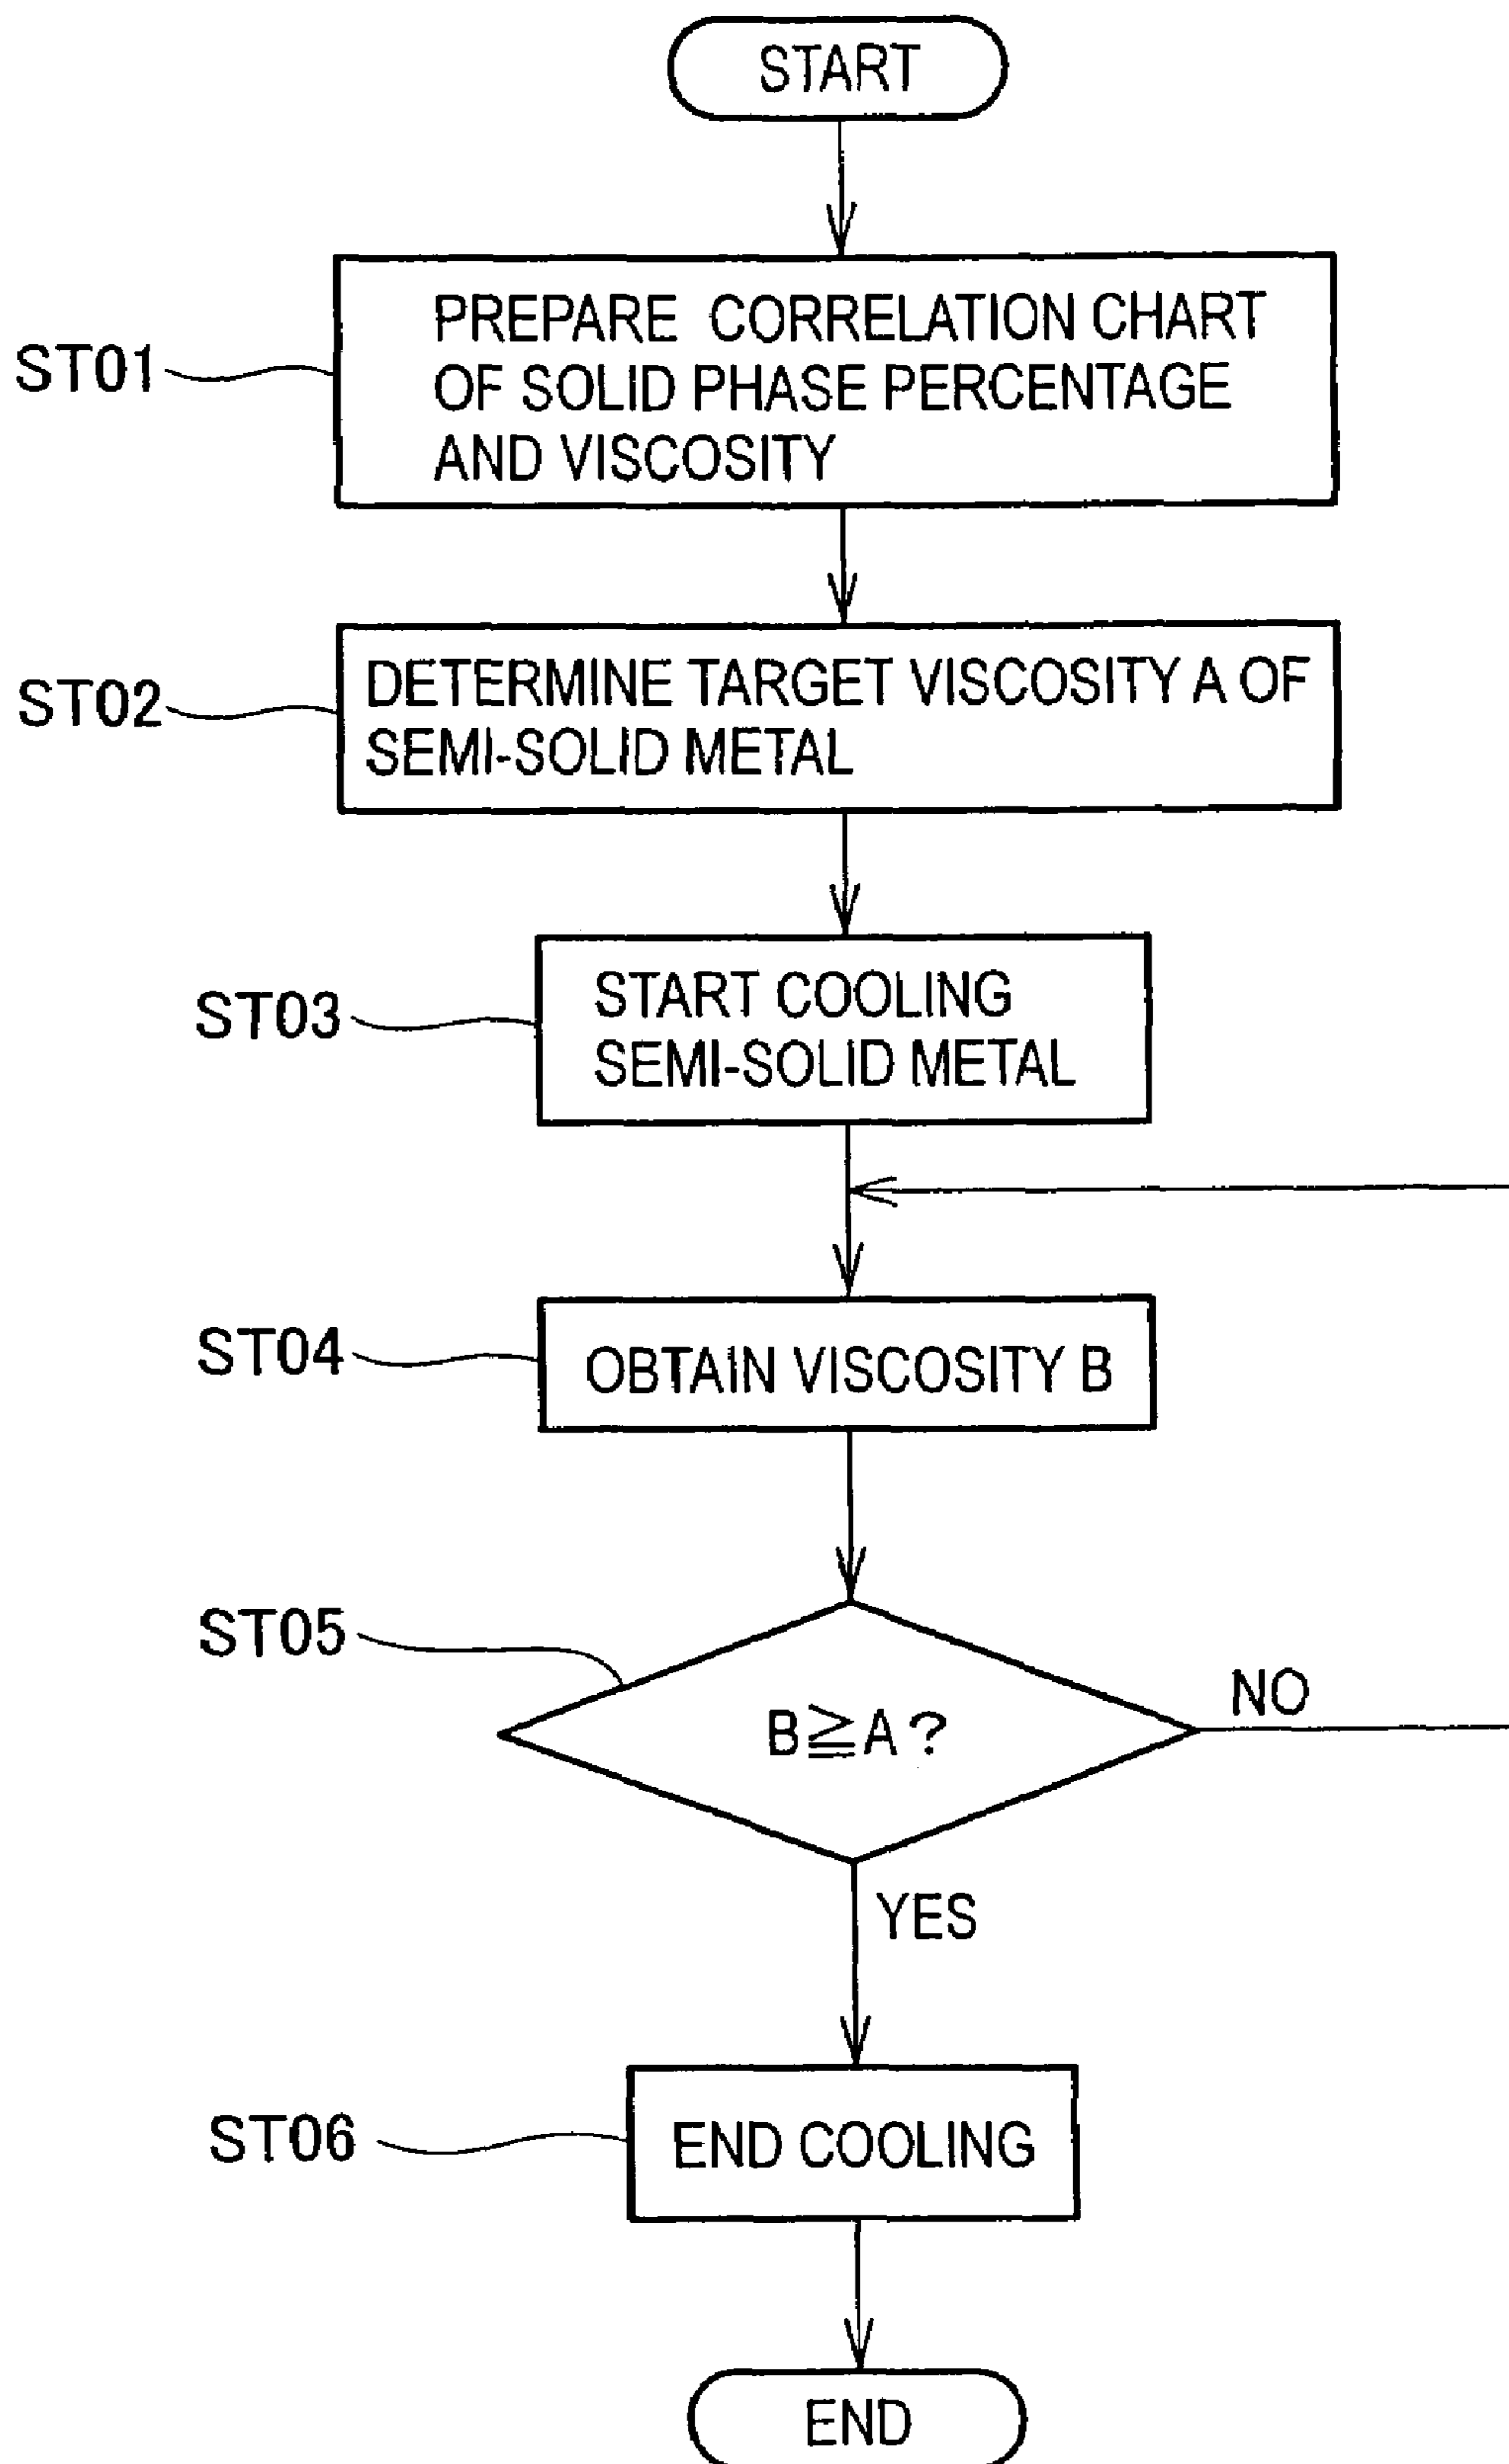 START
ST01
PREPARE CORRELATION CHART
OF SOLID PHASE PERCENTAGE
AND VISCOSITY
ST02
DETERMINE TARGET VISCOSITY A OF
SEMI-SOLID METAL
ST03
START COOLING
SEMI-SOLID METAL
ST04
OBTAIN VISCOSITY B
ST05
B≧A?
NO
YES
ST06
END COOLING
END